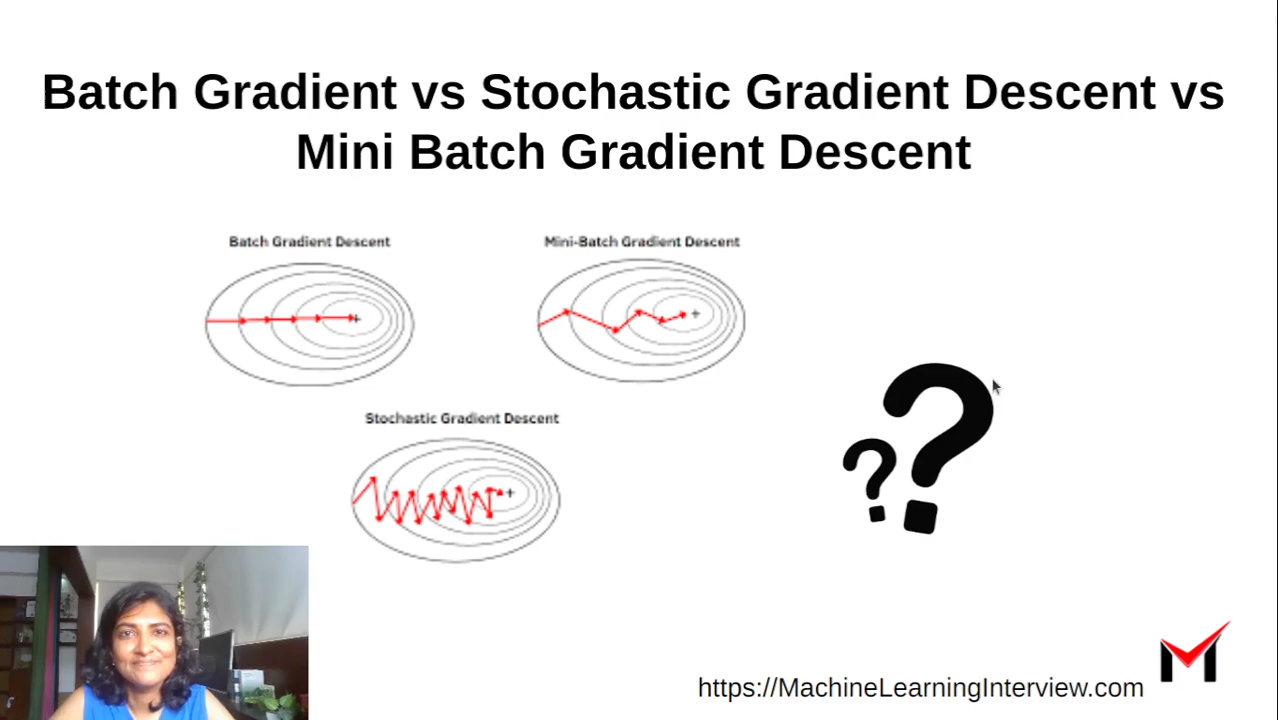 Batch Gradient vs Stochastic Gradient Descent vs
Mini Batch Gradient Descent
Batch Gradient Descent
Mini-Batch Gradient Descent
Stochastic Gradient Descent
??
https://MachineLearningInterview.com